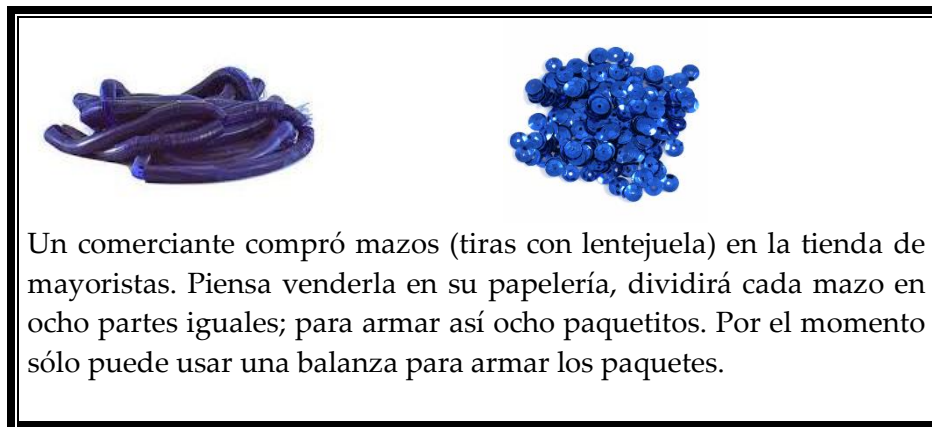 Un comerciante compró mazos (tiras con lentejuela) en la tienda de
mayoristas. Piensa venderla en su papelería, dividirá cada mazo en
ocho partes iguales; para armar así ocho paquetitos. Por el momento
sólo puede usar una balanza para armar los paquetes.